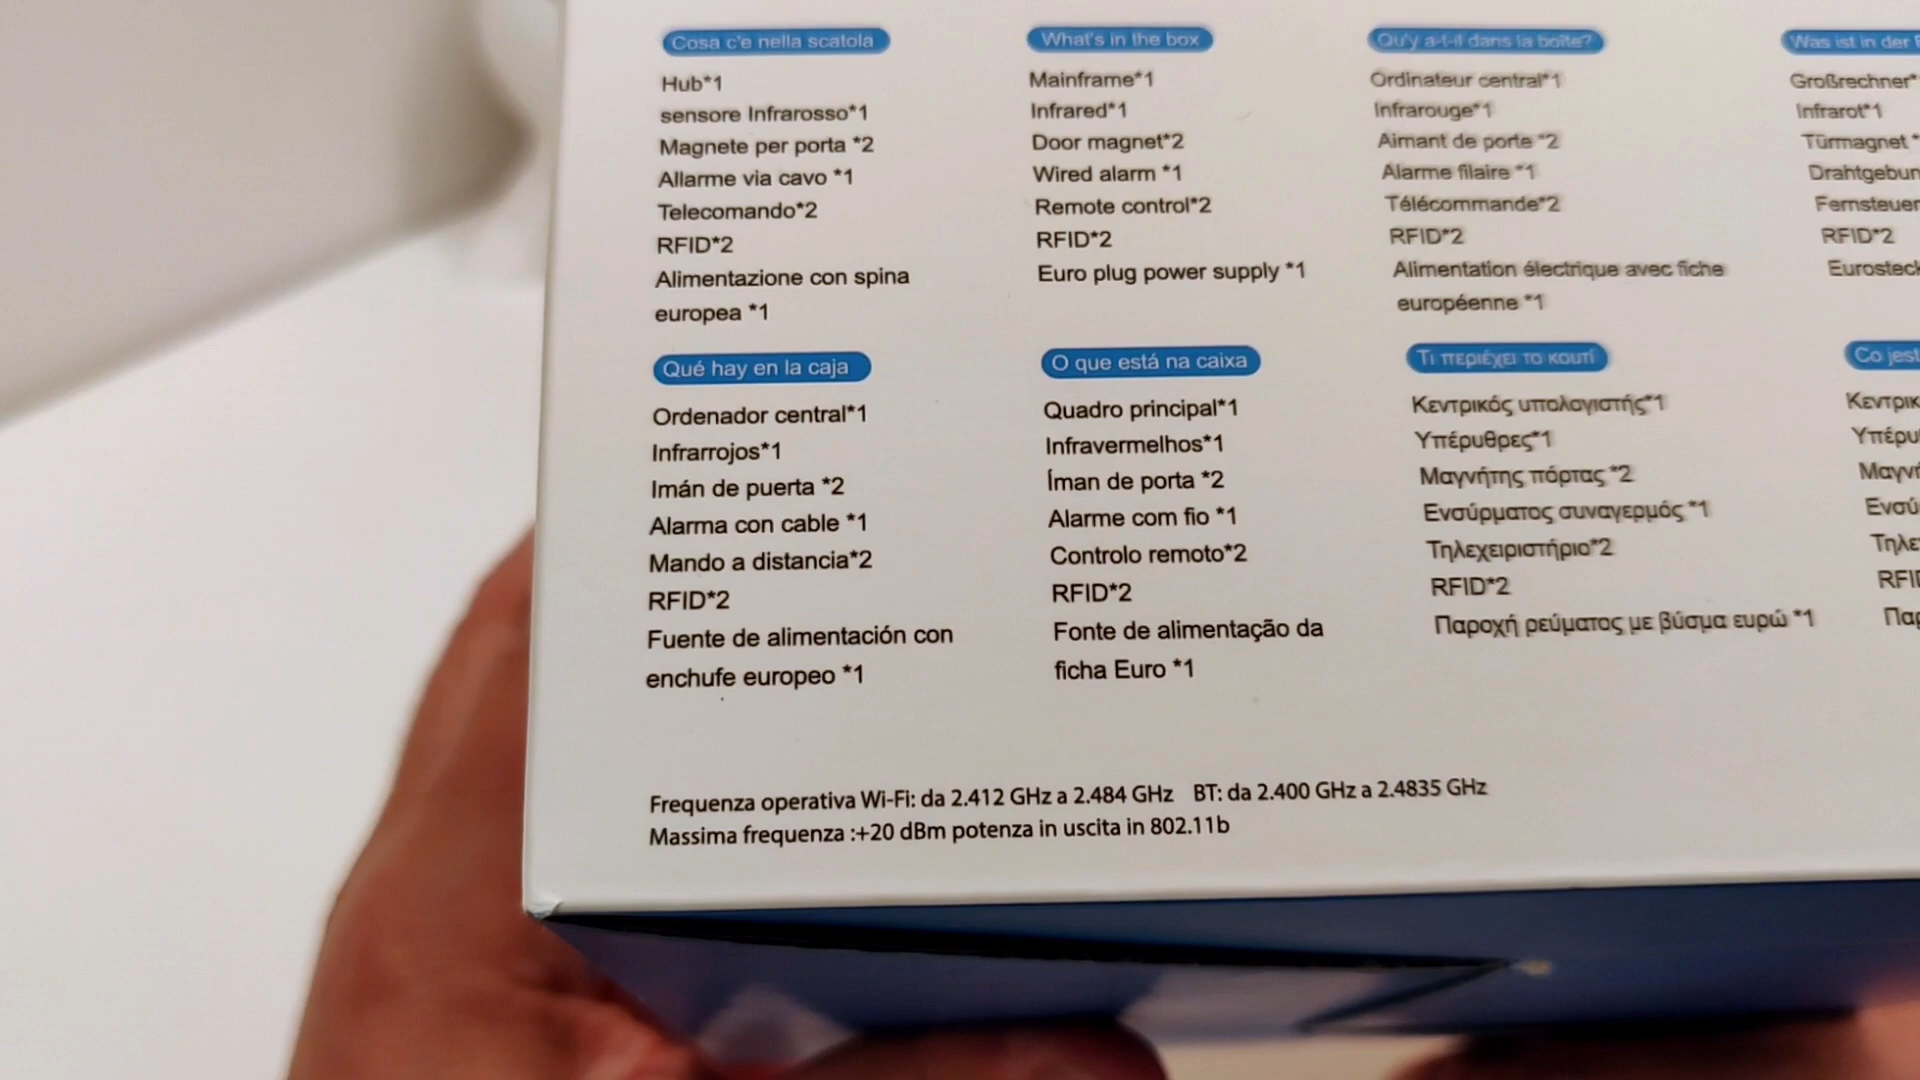 Cosa c'e nella scatola
Hub*1
sensore Infrarosso*1
Magnete per porta *2
Allarme via cavo *1
Telecomando*2
RFID*2
Alimentazione con spina
europea *1
What's in the box
Mainframe*1
Infrared*1
Door magnet*2
Wired alarm *1
Remote control*2
RFID*2
Euro plug power supply *1
Qu'y a-t-il dans la boîte?
Ordinateur central*1
Infrarouge*1
Aimant de porte *2
Alarme filaire *1
Télécommande*2
RFID*2
Alimentation électrique avec fiche
européenne *1
Was ist in der
Großrechner*
Infrarot*1
Türmagnet *
RFID*2
Qué hay en la caja
Ordenador central*1
Infrarrojos*1
Imán de puerta *2
Alarma con cable *1
Mando a distancia*2
RFID*2
Fuente de alimentación con
enchufe europeo *1
O que está na caixa
Quadro principal*1
Infravermelhos*1
Íman de porta *2
Alarme com fio *1
Controlo remoto*2
RFID*2
Fonte de alimentação da
ficha Euro *1
Τι περιέχει το κουτί
Κεντρικός υπολογιστής*1
Υπέρυθρες*1
Μαγνήτης πόρτας *2
Ενσύρματος συναγερμός *1
Τηλεχειριστήριο*2
RFID*2
Παροχή ρεύματος με βύσμα ευρώ *1
Co jest
Frequenza operativa Wi-Fi: da 2.412 GHz a 2.484 GHz BT: da 2.400 GHz a 2.4835 GHz
Massima frequenza :+20 dBm potenza in uscita in 802.11b